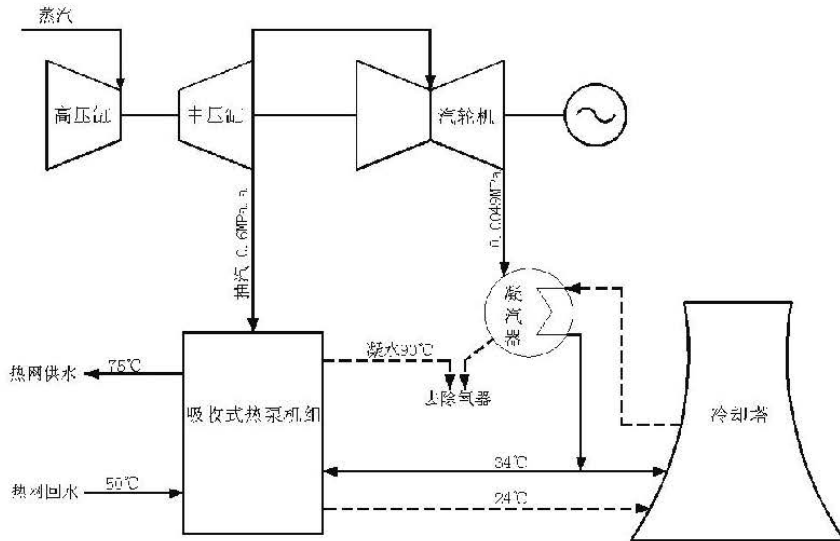 蒸汽
高压缸
中压缸
汽轮机
抽汽 0.6MPa.a
0.0049MPa
凝汽器
热网供水
75℃
凝水90℃
去除氧器
吸收式热泵机组
冷却塔
34℃
热网回水
50℃
24℃